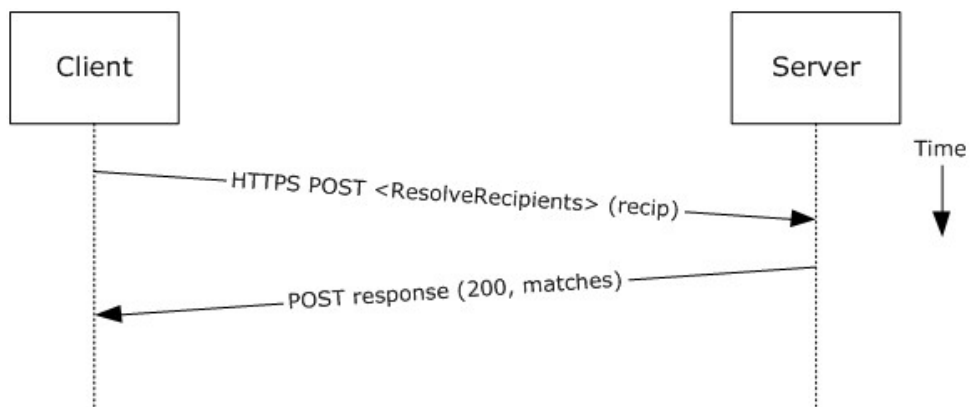 Client
Server
Time
HTTPS POST <ResolveRecipients> (recip)
POST response (200, matches)